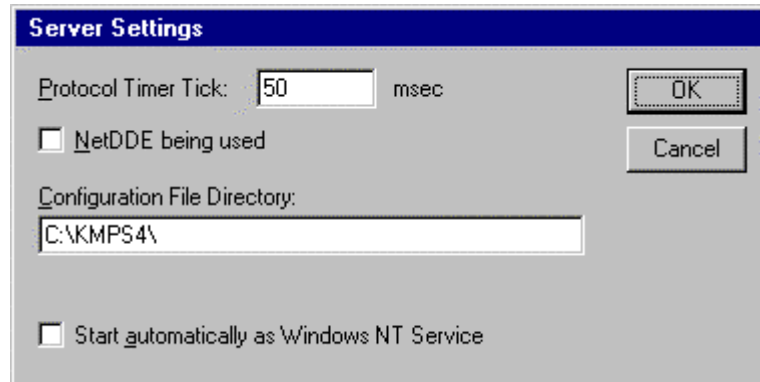 Server Settings
Protocol Timer Tick: 50 msec
OK
NetDDE being used
Cancel
Configuration File Directory:
C:\KMPS4\
Start automatically as Windows NT Service